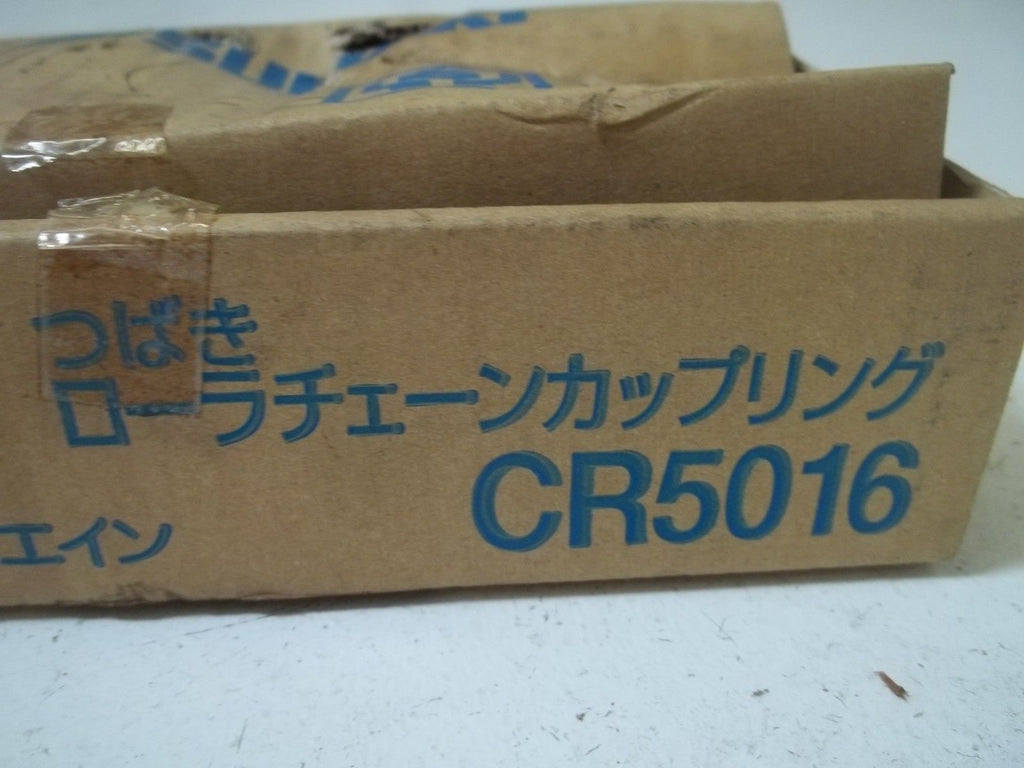 つばき
ローラチェーンカップリング
CR5016
エイン